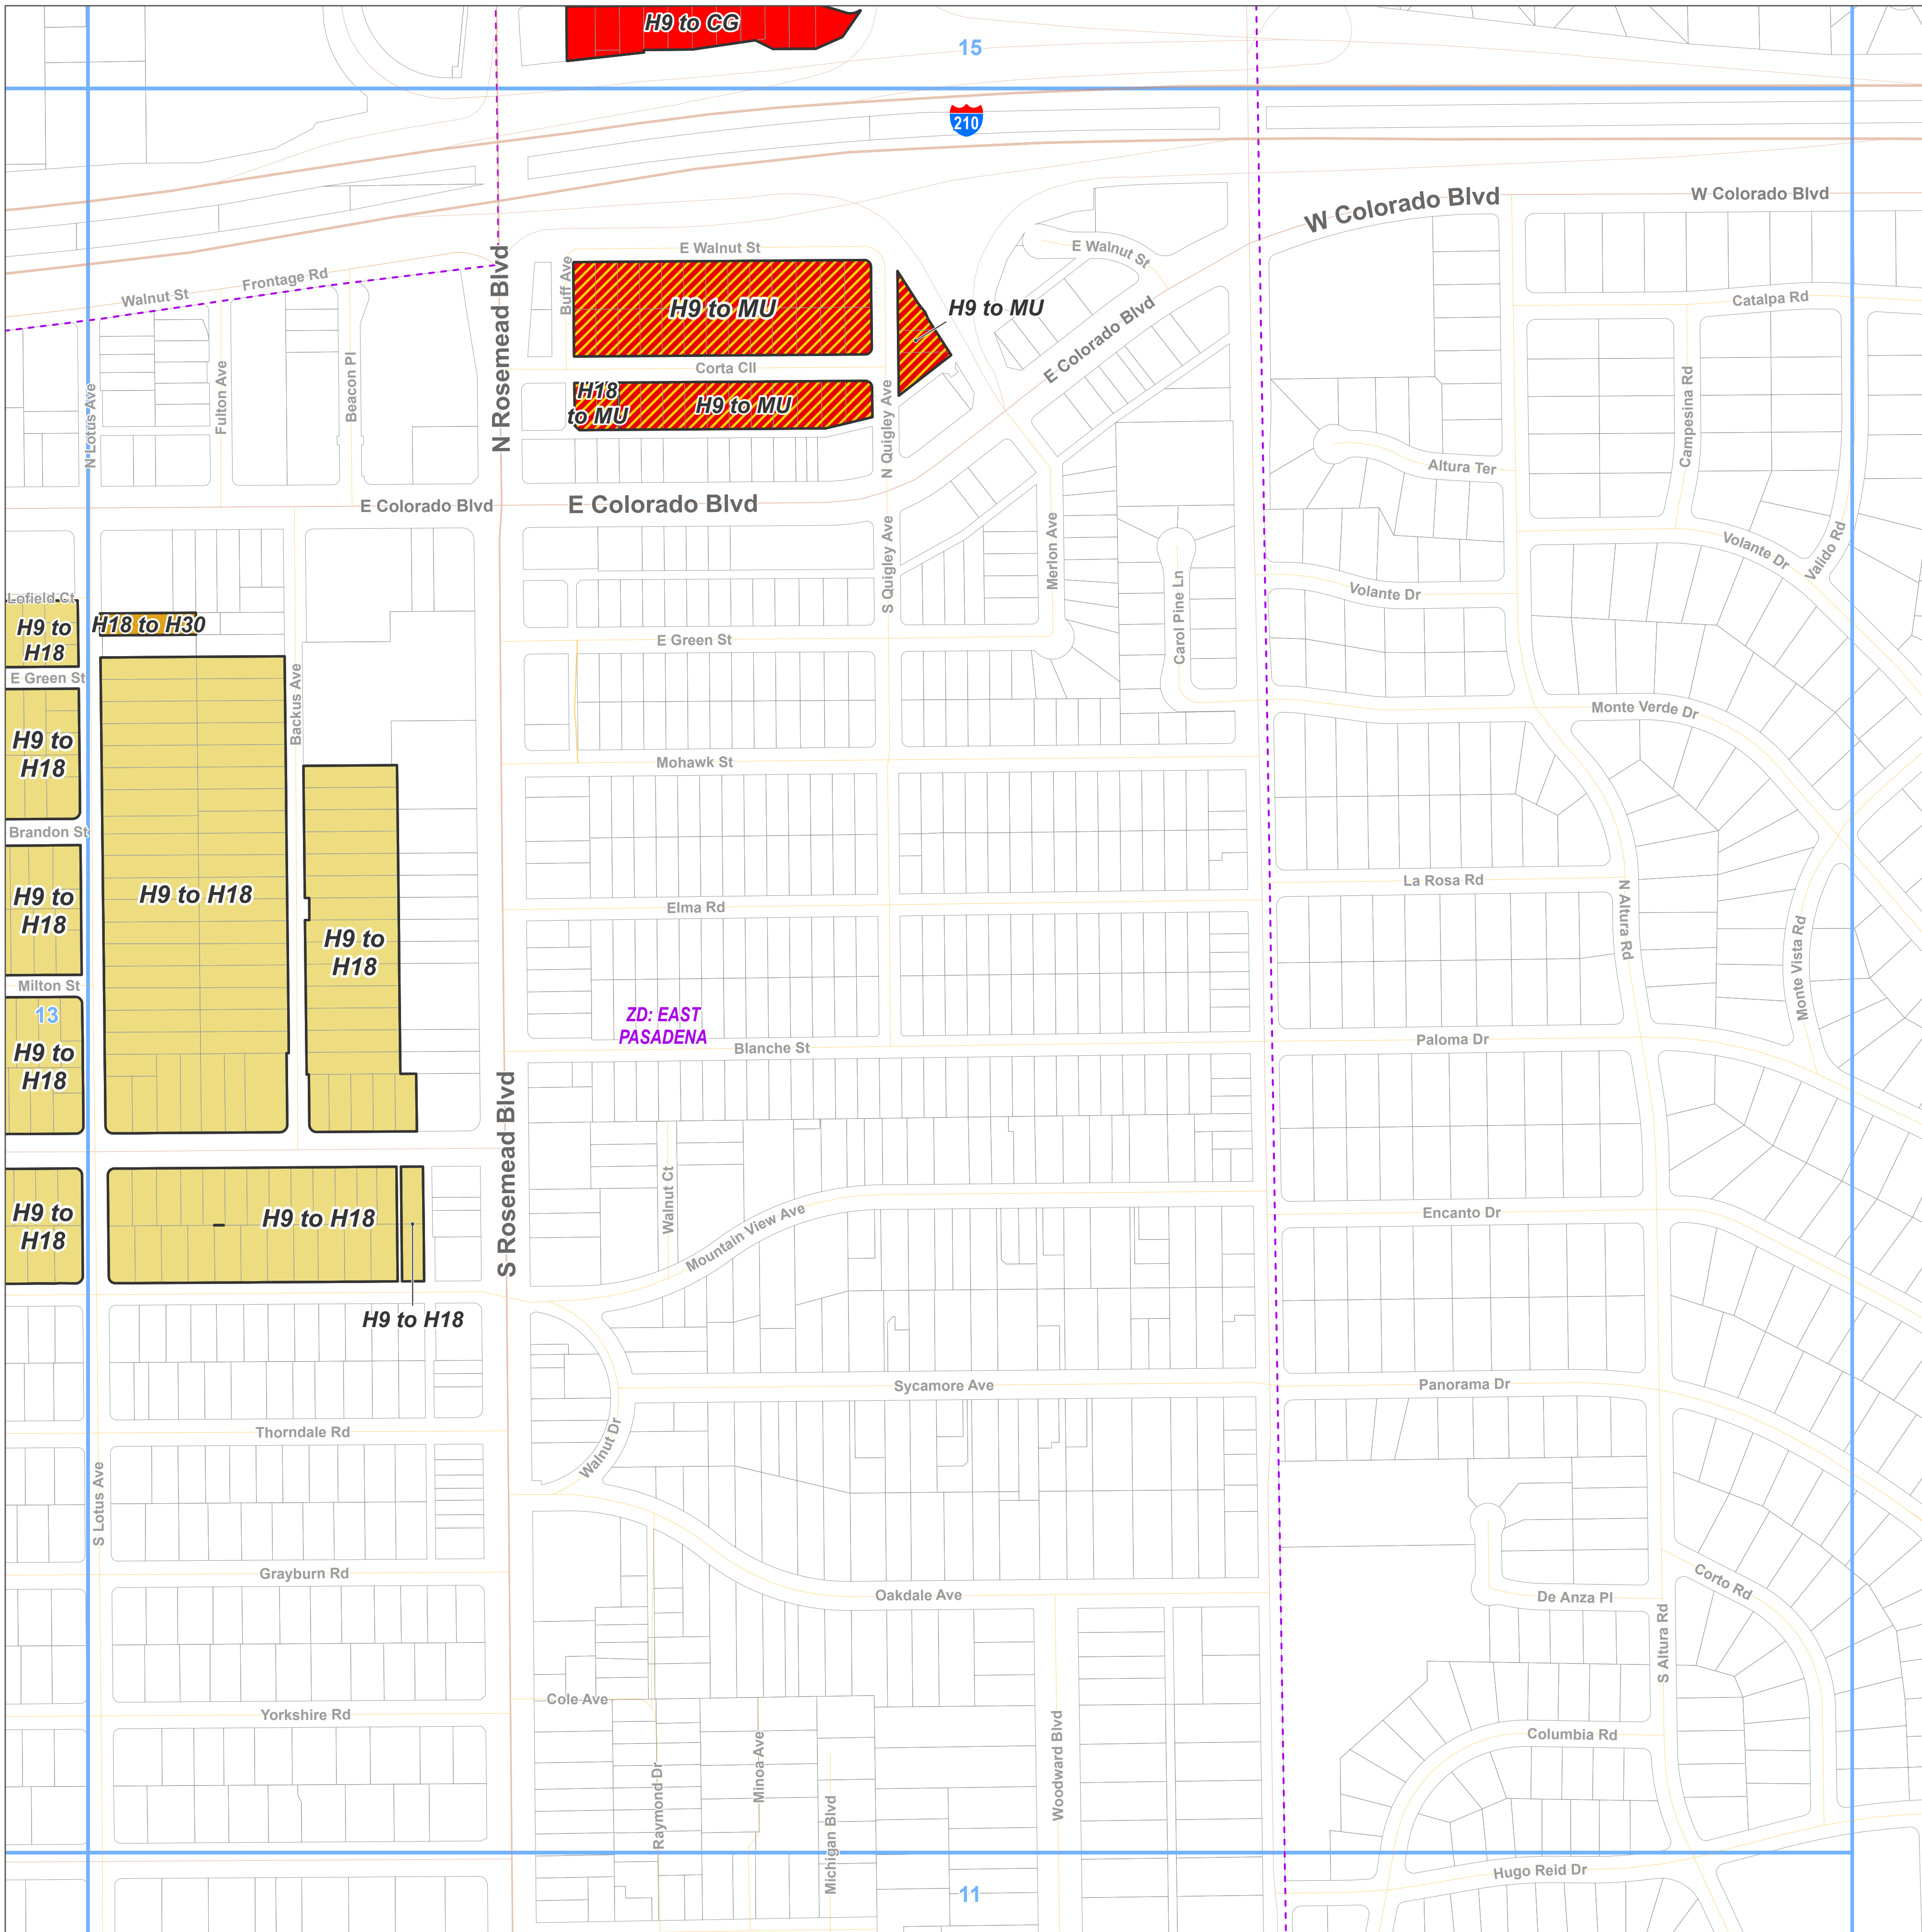 H9 to CG
15
210
W Colorado Blvd
W Colorado Blvd
E Walnut St
E Walnut St
Buff Ave
N Rosemead Blvd
Frontage Rd
Walnut St
Catalpa Rd
H9 to MU
H9 to MU
E Colorado Blvd
Corta Cll
H18
to MU
H9 to MU
N Quigley Ave
N Lotus Ave
Fulton Ave
Beacon Pl
Campesina Rd
Altura Ter
E Colorado Blvd
E Colorado Blvd
Merlon Ave
S Quigley Ave
Volante Dr
Valido Rd
Volante Dr
Lofield Ct
H9 to
H18
H18 to H30
E Green St
Carol Pine Ln
E Green St
Backus Ave
Monte Verde Dr
H9 to
H18
Mohawk St
Brandon St
H9 to
H18
H9 to H18
H9 to
H18
Elma Rd
La Rosa Rd
N Altura Rd
Monte Vista Rd
Milton St
13
H9 to
H18
ZD: EAST
PASADENA
Blanche St
Paloma Dr
S Rosemead Blvd
Walnut Ct
Mountain View Ave
H9 to
H18
H9 to H18
H9 to H18
Encanto Dr
Sycamore Ave
Panorama Dr
Walnut Dr
Thorndale Rd
S Lotus Ave
Grayburn Rd
Oakdale Ave
Corto Rd
De Anza Pl
S Altura Rd
Cole Ave
Yorkshire Rd
Raymond Dr
Minoa Ave
Michigan Blvd
Woodward Blvd
Columbia Rd
Hugo Reid Dr
11